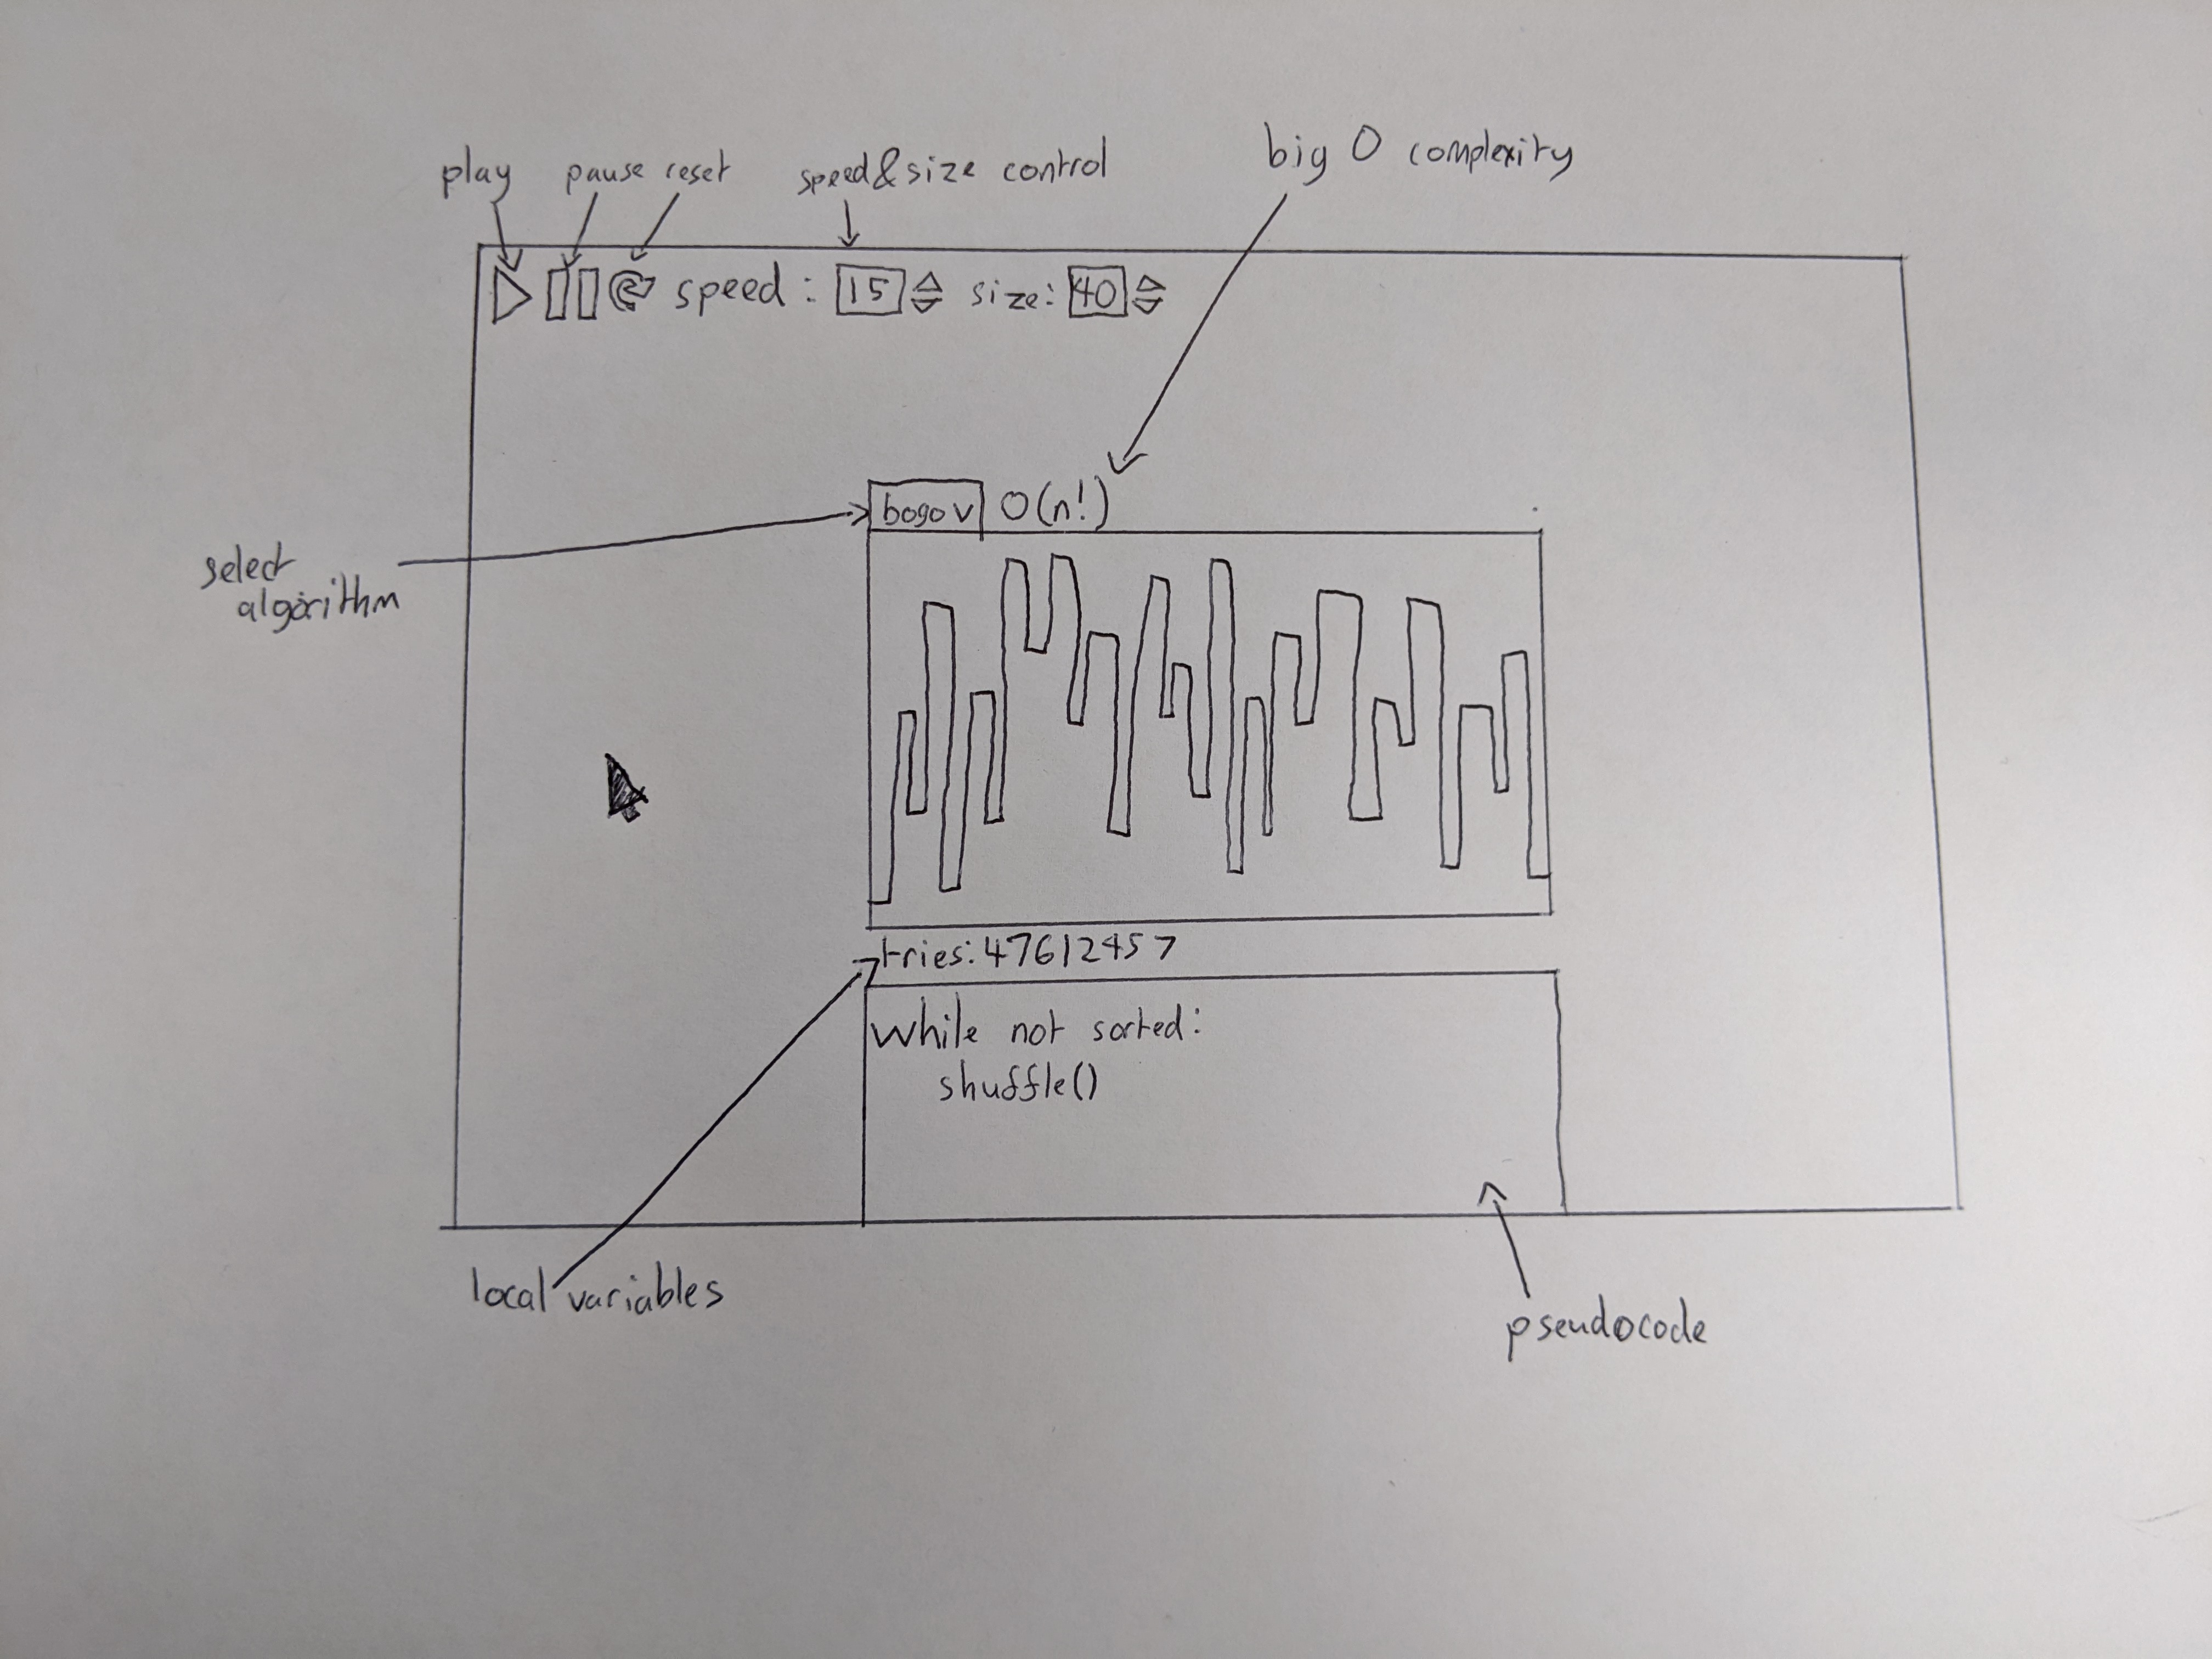 play pause reset speed&size control
big O complexity
speed: 15 size: 40
bogo v O(n!)
select
algorithm
tries: 47612457
while not sorted:
shuffle()
local variables
pseudocode